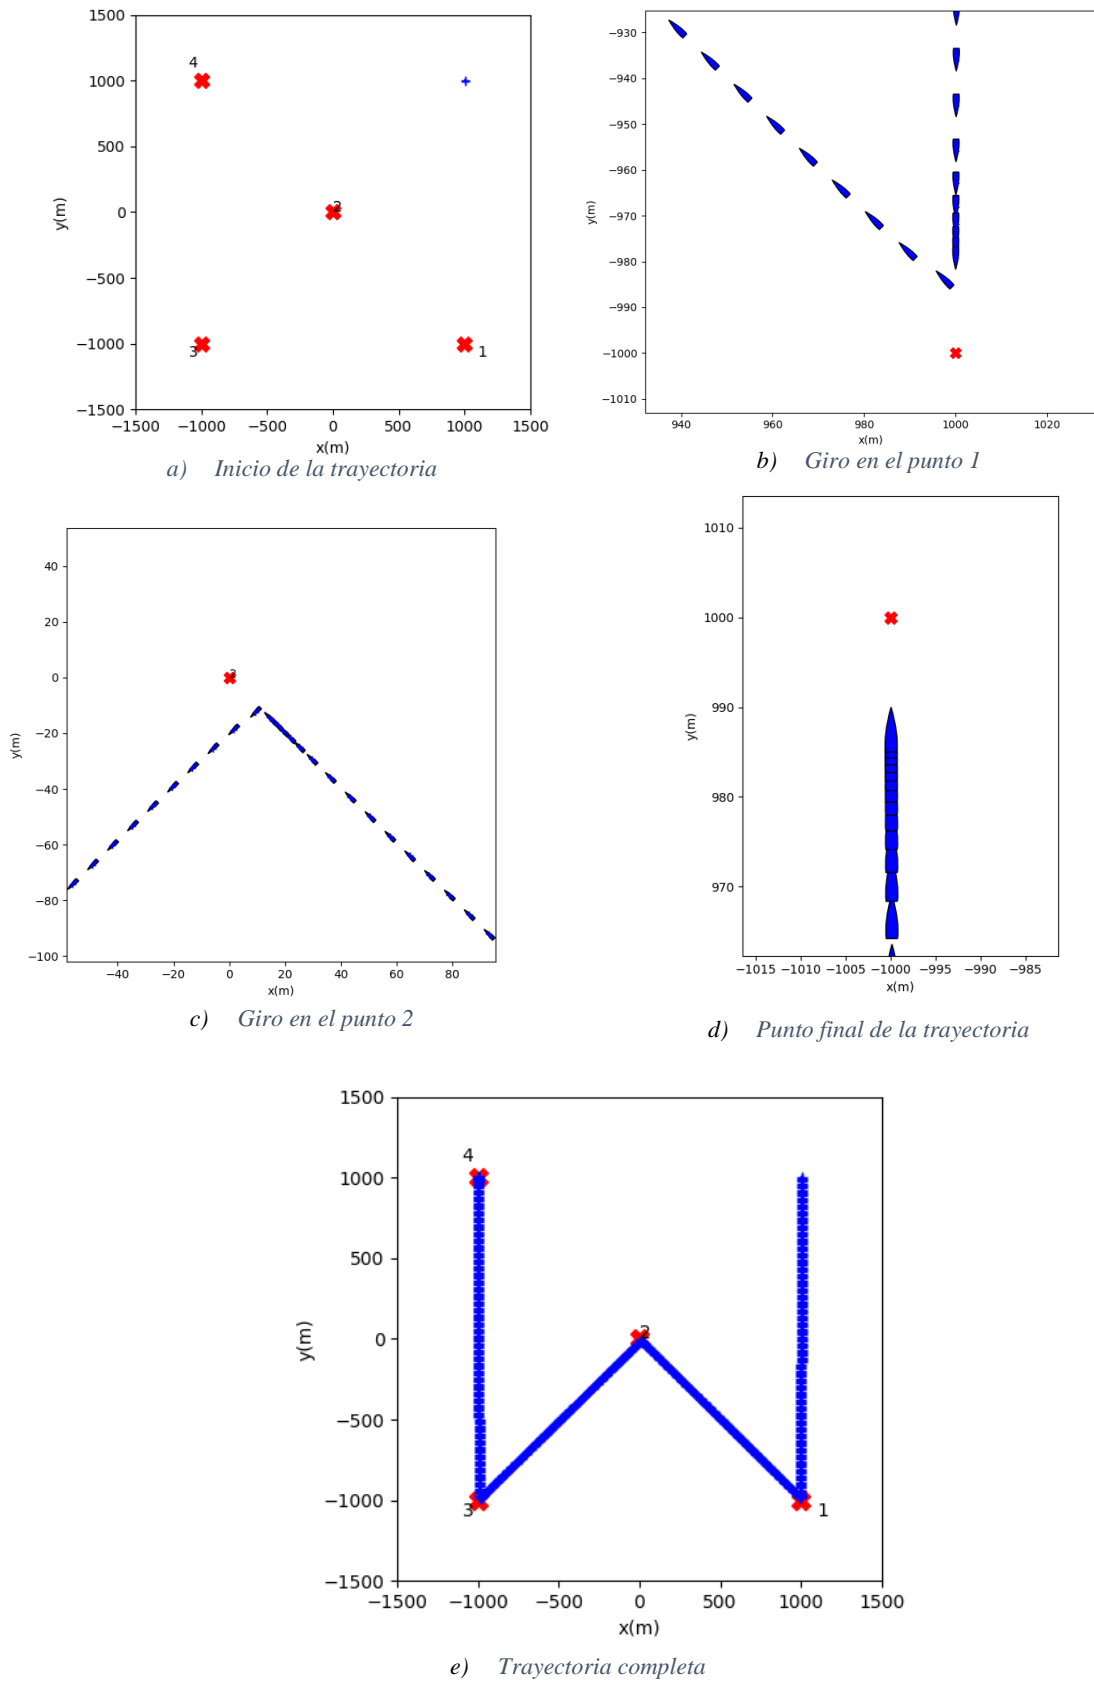 1500
1000
500
0
−500
−1000
−1500
−1500 −1000 −500 0 500 1000 1500
x(m)
y(m)
4
2
3
1
a) Inicio de la trayectoria
−930
−940
−950
−960
−970
−980
−990
−1000
−1010
940 960 980 1000 1020
x(m)
y(m)
b) Giro en el punto 1
40
20
0
−20
−40
−60
−80
−100
−40 −20 0 20 40 60 80
x(m)
y(m)
2
c) Giro en el punto 2
1010
1000
990
980
970
−1015 −1010 −1005 −1000 −995 −990 −985
x(m)
y(m)
d) Punto final de la trayectoria
1500
1000
500
0
−500
−1000
−1500
−1500 −1000 −500 0 500 1000 1500
x(m)
y(m)
4
2
3
1
e) Trayectoria completa